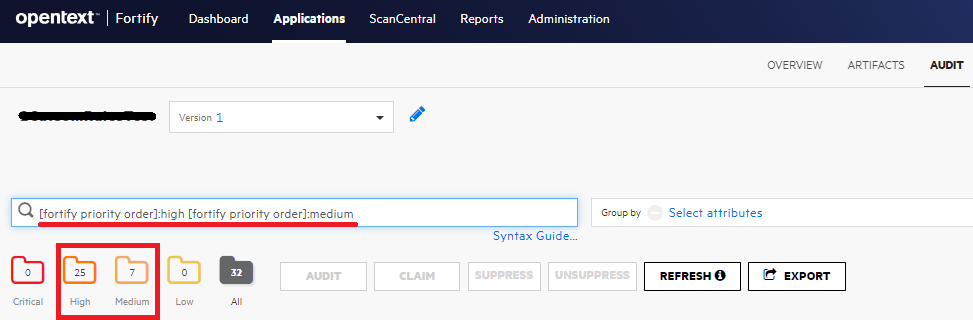 opentext™ | Fortify Dashboard Applications ScanCentral Reports Administration
OVERVIEW ARTIFACTS AUDIT
Version 1
[fortify priority order]:high [fortify priority order]:medium
Group by Select attributes
Syntax Guide...
0 25 7 0 32
Critical High Medium Low All
AUDIT CLAIM SUPPRESS UNSUPPRESS REFRESH EXPORT